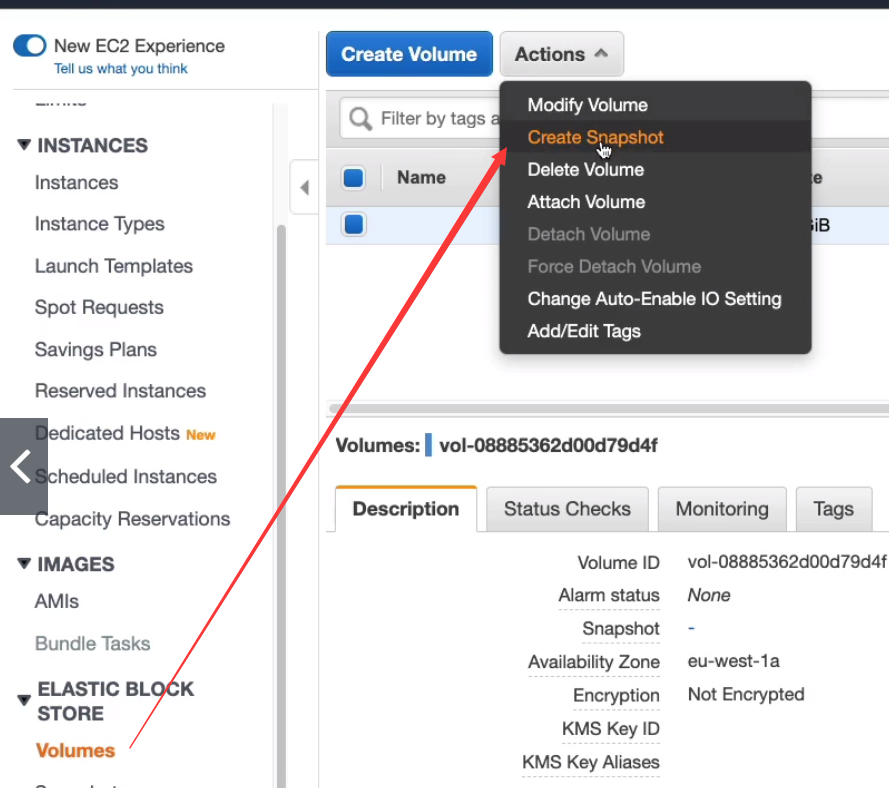 New EC2 Experience
Tell us what you think
INSTANCES
Instances
Instance Types
Launch Templates
Spot Requests
Savings Plans
Reserved Instances
Dedicated Hosts New
Scheduled Instances
Capacity Reservations
IMAGES
AMIs
Bundle Tasks
ELASTIC BLOCK
STORE
Volumes
Create Volume
Actions
Filter by tags a
Name
Modify Volume
Create Snapshot
Delete Volume
Attach Volume
Detach Volume
Force Detach Volume
Change Auto-Enable IO Setting
Add/Edit Tags
iB
Volumes: vol-08885362d00d79d4f
Description Status Checks Monitoring Tags
Volume ID vol-08885362d00d79d4f
Alarm status None
Snapshot -
Availability Zone eu-west-1a
Encryption Not Encrypted
KMS Key ID
KMS Key Aliases